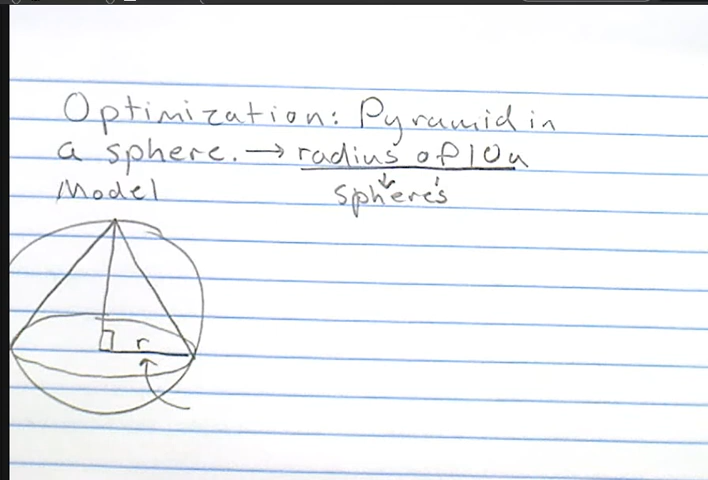 Optimization: Pyramid in
a sphere. → radius of 10u
Model
sphere's
r